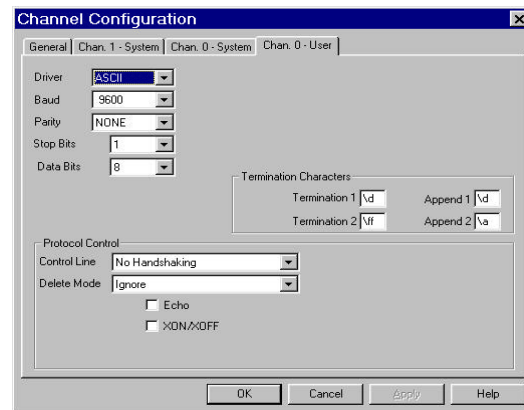 Channel Configuration
General Chan. 1 - System Chan. 0 - System Chan. 0 - User
Driver ASCII
Baud 9600
Parity NONE
Stop Bits 1
Data Bits 8
Termination Characters
Termination 1 \d Append 1 \d
Termination 2 \ff Append 2 \a
Protocol Control
Control Line No Handshaking
Delete Mode Ignore
Echo
XON/XOFF
OK Cancel Apply Help